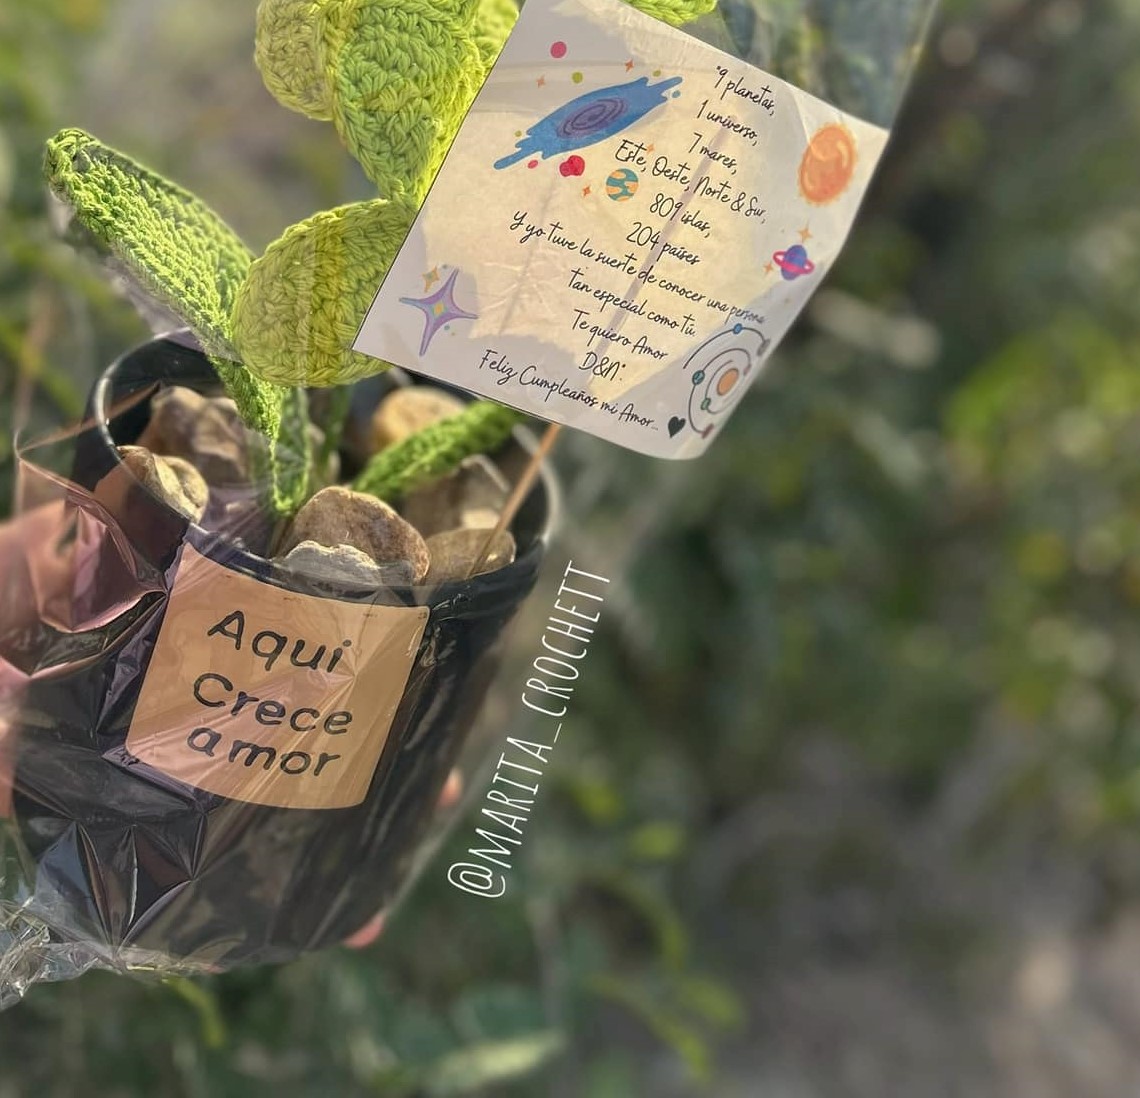 "9 planetas,
1 universo,
7 mares,
Este, Oeste, Norte & Sur,
809 islas,
204 países
y yo tuve la suerte de conocer una persona
tan especial como tú.
Te quiero Amor
D&N".
Feliz Cumpleaños mi Amor...
Aqui
Crece
amor
@MARITA_CROCHETT